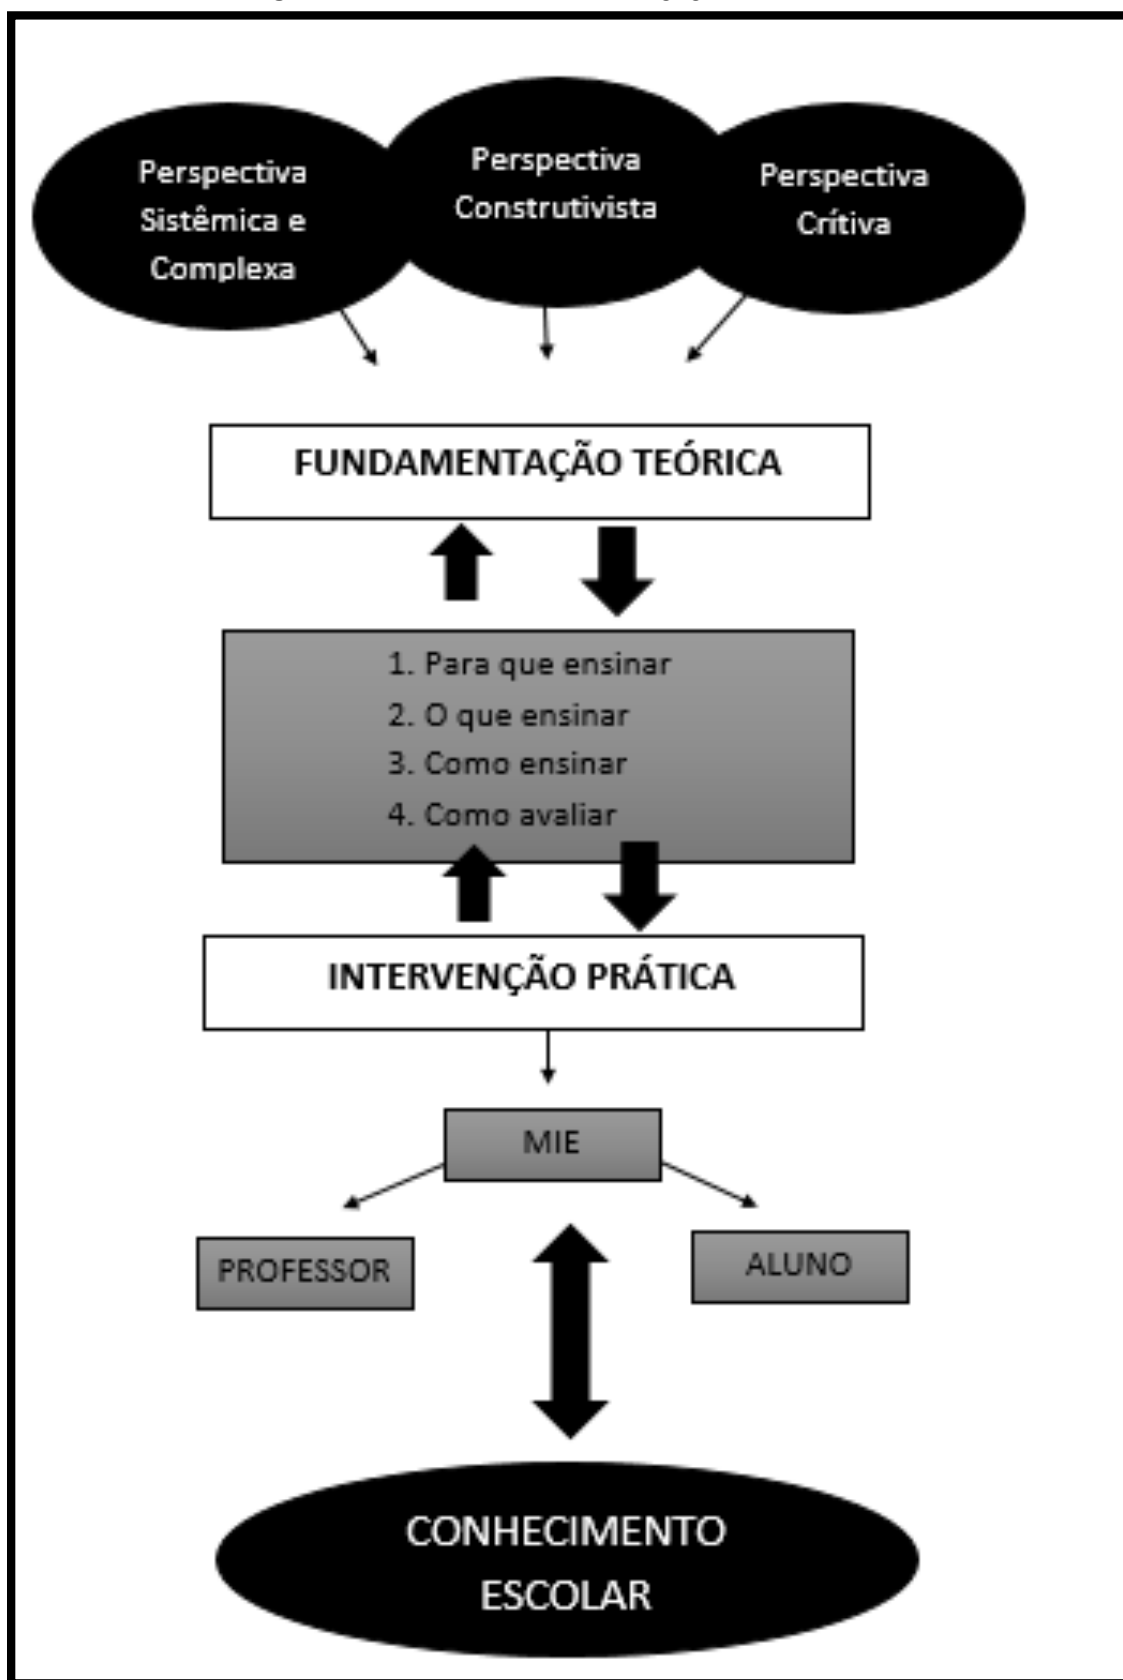 Perspectiva
Sistêmica e
Complexa
Perspectiva
Construtivista
Perspectiva
Crítiva
FUNDAMENTAÇÃO TEÓRICA
1. Para que ensinar
2. O que ensinar
3. Como ensinar
4. Como avaliar
INTERVENÇÃO PRÁTICA
MIE
PROFESSOR
ALUNO
CONHECIMENTO
ESCOLAR